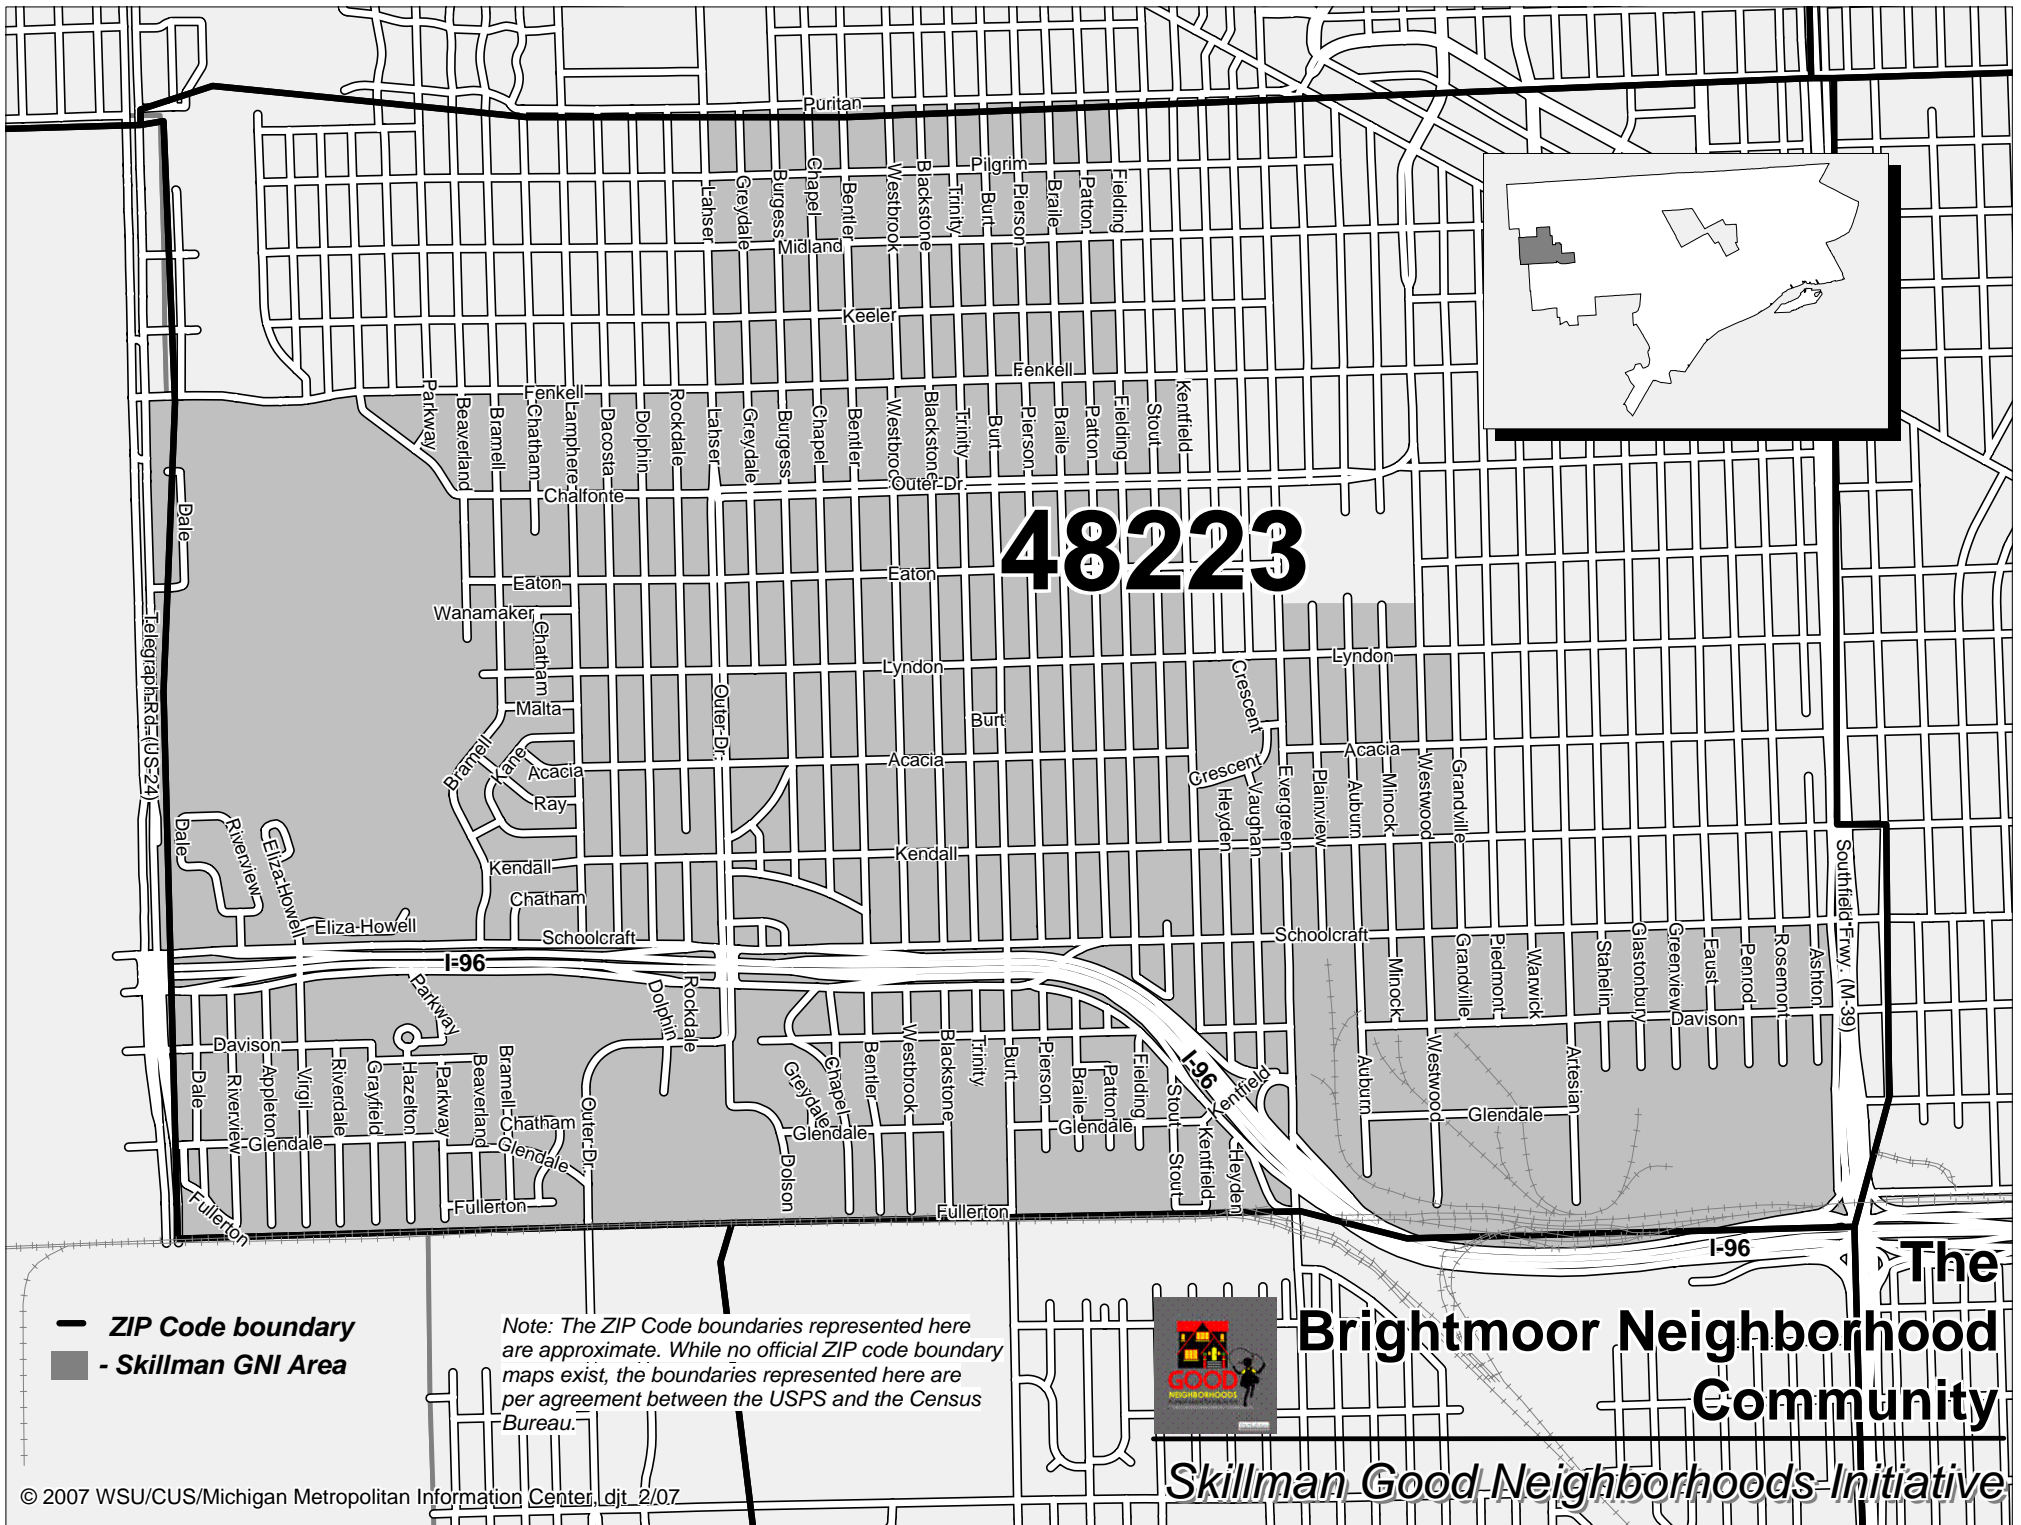 Puritan
Pilgrim
Lahser
Greydale
Burgess
Chapel
Bentler
Westbrook
Blackstone
Trinity
Burt
Pierson
Braile
Patton
Fielding
Midland
Keeler
Fenkell
Fenkell
Parkway
Beaverland
Bramell
Chatham
Lamphere
Dacosta
Dolphin
Rockdale
Lahser
Greydale
Burgess
Chapel
Bentler
Westbrook
Blackstone
Trinity
Burt
Pierson
Braile
Patton
Fielding
Stout
Kentfield
Chalfonte
Outer Dr.
48223
Dale
Eaton
Eaton
Wanamaker
Chatham
Telegraph Rd. (US-24)
Lyndon
Lyndon
Crescent
Malta
Outer Dr.
Burt
Bramell
Kane
Acacia
Acacia
Acacia
Crescent
Ray
Heyden
Vaughan
Evergreen
Plainview
Auburn
Minock
Westwood
Grandville
Dale
Riverview
Eliza Howell
Kendall
Kendall
Chatham
Eliza Howell
Schoolcraft
Schoolcraft
Southfield Frwy. (M-39)
I-96
Parkway
Dolphin
Rockdale
Minock
Grandville
Piedmont
Warwick
Stahelin
Glastonbury
Greenview
Faust
Penrod
Rosemont
Ashton
Davison
Davison
Dale
Riverview
Appleton
Virgil
Riverdale
Grayfield
Hazelton
Parkway
Beaverland
Bramell
Chatham
Outer Dr.
Greydale
Chapel
Bentler
Westbrook
Blackstone
Trinity
Burt
Pierson
Braile
Patton
Fielding
Stout
I-96
Kentfield
Auburn
Westwood
Artesian
Glendale
Glendale
Glendale
Glendale
Glendale
Dolson
Stout
Kentfield
Heyden
Fullerton
Fullerton
Fullerton
I-96
The
Brightmoor Neighborhood
Community
Skillman Good Neighborhoods Initiative
GOOD
NEIGHBORHOODS
ZIP Code boundary
- Skillman GNI Area
Note: The ZIP Code boundaries represented here
are approximate. While no official ZIP code boundary
maps exist, the boundaries represented here are
per agreement between the USPS and the Census
Bureau.
© 2007 WSU/CUS/Michigan Metropolitan Information Center, djt 2/07